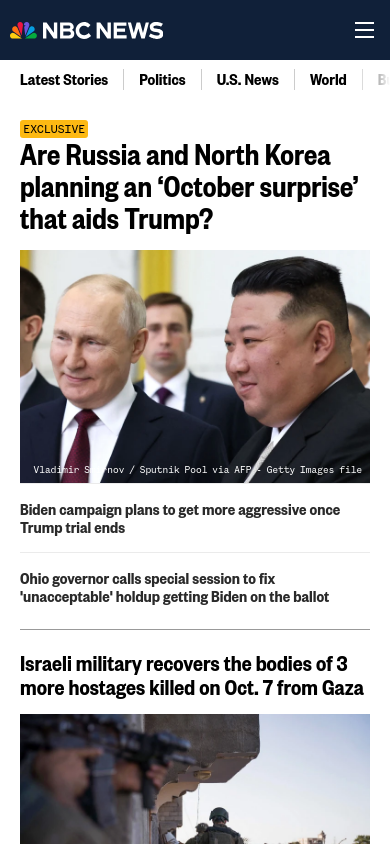 NBC NEWS
Latest Stories
Politics
U.S. News
World
EXCLUSIVE
Are Russia and North Korea
planning an ‘October surprise’
that aids Trump?
Vladimir Smirnov / Sputnik Pool via AFP - Getty Images file
Biden campaign plans to get more aggressive once
Trump trial ends
Ohio governor calls special session to fix
'unacceptable' holdup getting Biden on the ballot
Israeli military recovers the bodies of 3
more hostages killed on Oct. 7 from Gaza